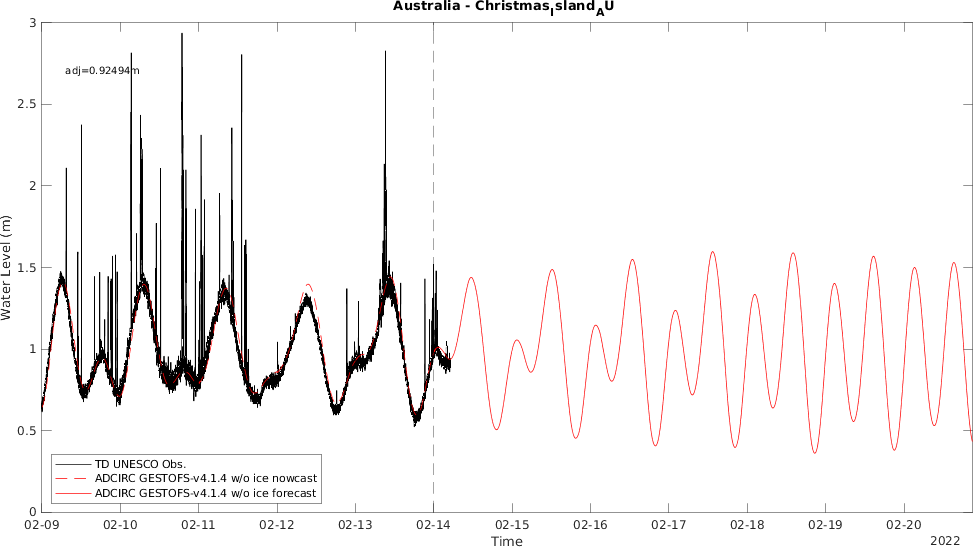 Australia - ChristmasIslandAU
3
adj=0.92494m
2.5
2
1.5
Water Level (m)
1
0.5
TD UNESCO Obs.
ADCIRC GESTOFS-v4.1.4 w/o ice nowcast
ADCIRC GESTOFS-v4.1.4 w/o ice forecast
0
02-09 02-10 02-11 02-12 02-13 02-14 02-15 02-16 02-17 02-18 02-19 02-20
Time
2022